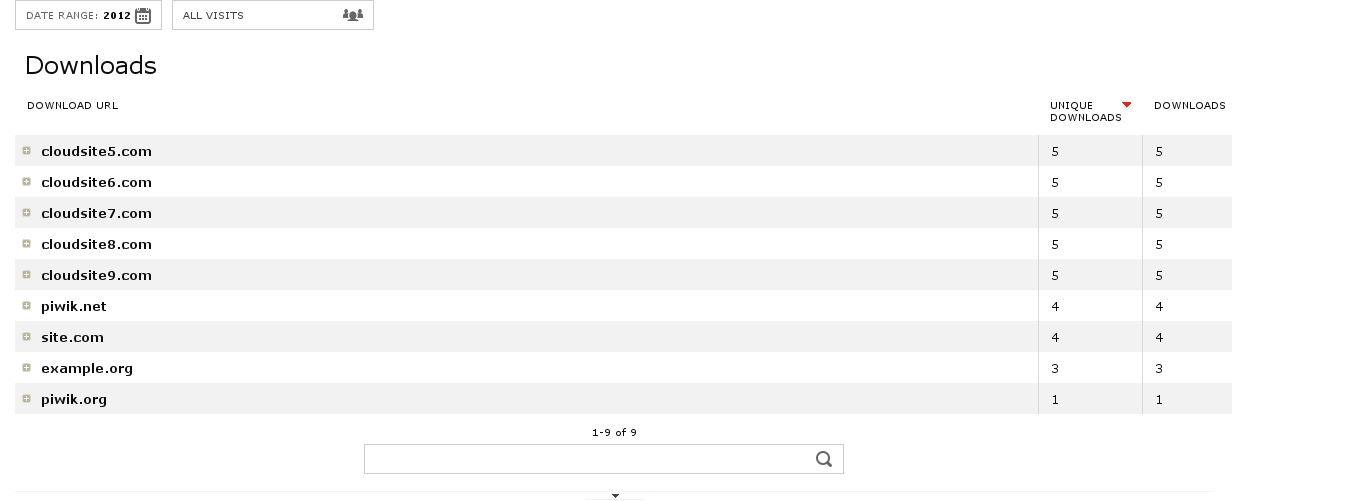 DATE RANGE: 2012 ALL VISITS
Downloads
DOWNLOAD URL UNIQUE DOWNLOADS DOWNLOADS
cloudsite5.com 5 5
cloudsite6.com 5 5
cloudsite7.com 5 5
cloudsite8.com 5 5
cloudsite9.com 5 5
piwik.net 4 4
site.com 4 4
example.org 3 3
piwik.org 1 1
1-9 of 9